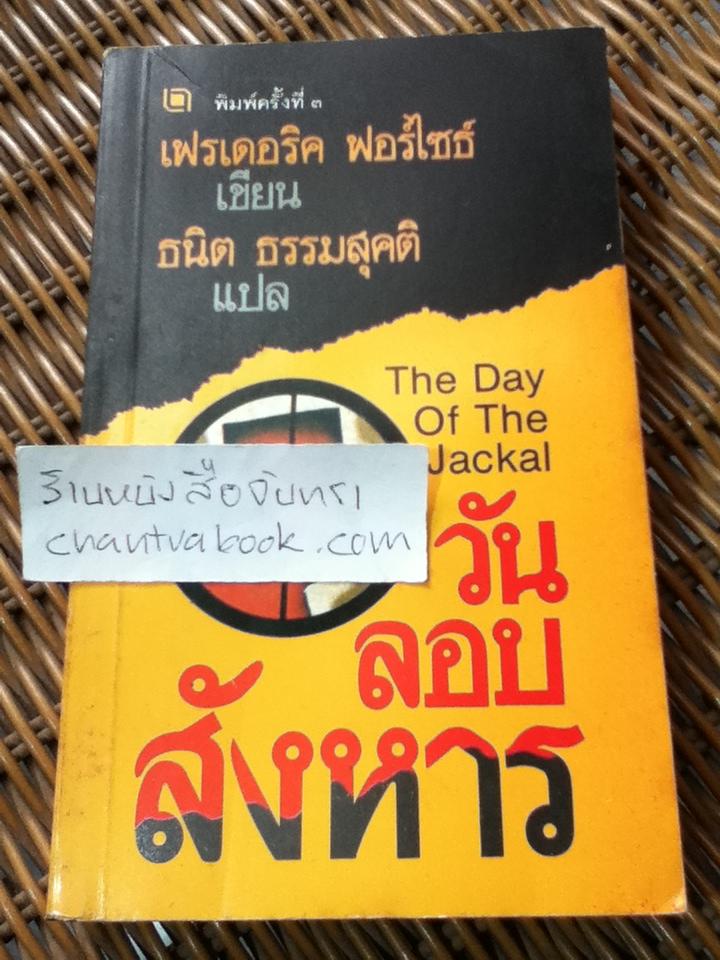 พิมพ์ครั้งที่ ๓
เฟรเดอริค ฟอร์ไซธ์
เขียน
ธนิต ธรรมสุคติ
แปล
The Day
Of The
Jackal
ร้านหนังสือจันทรา
chantrabook.com
วัน
ลอบ
สังหาร